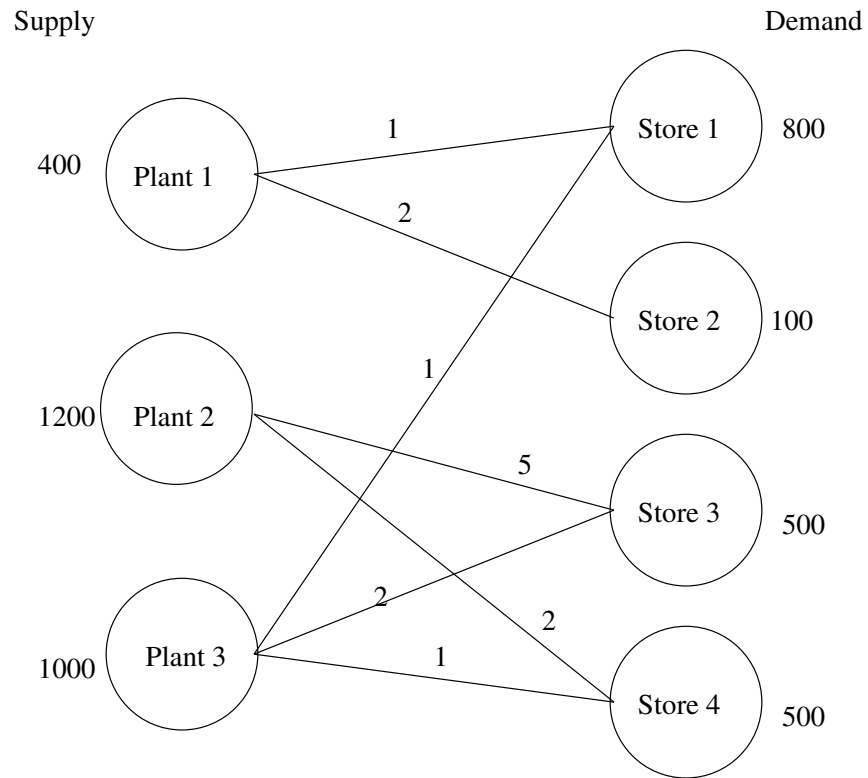 Supply
Demand
1
Store 1
800
400
Plant 1
2
Store 2
100
1
1200
Plant 2
5
Store 3
500
2
2
1000
Plant 3
1
Store 4
500